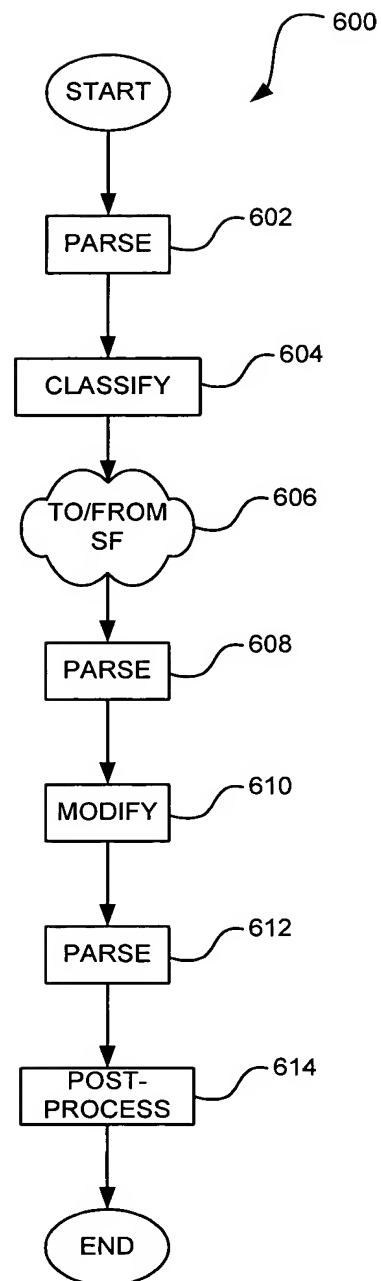 600
START
602
PARSE
604
CLASSIFY
606
TO/FROM
SF
608
PARSE
610
MODIFY
612
PARSE
614
POST-
PROCESS
END